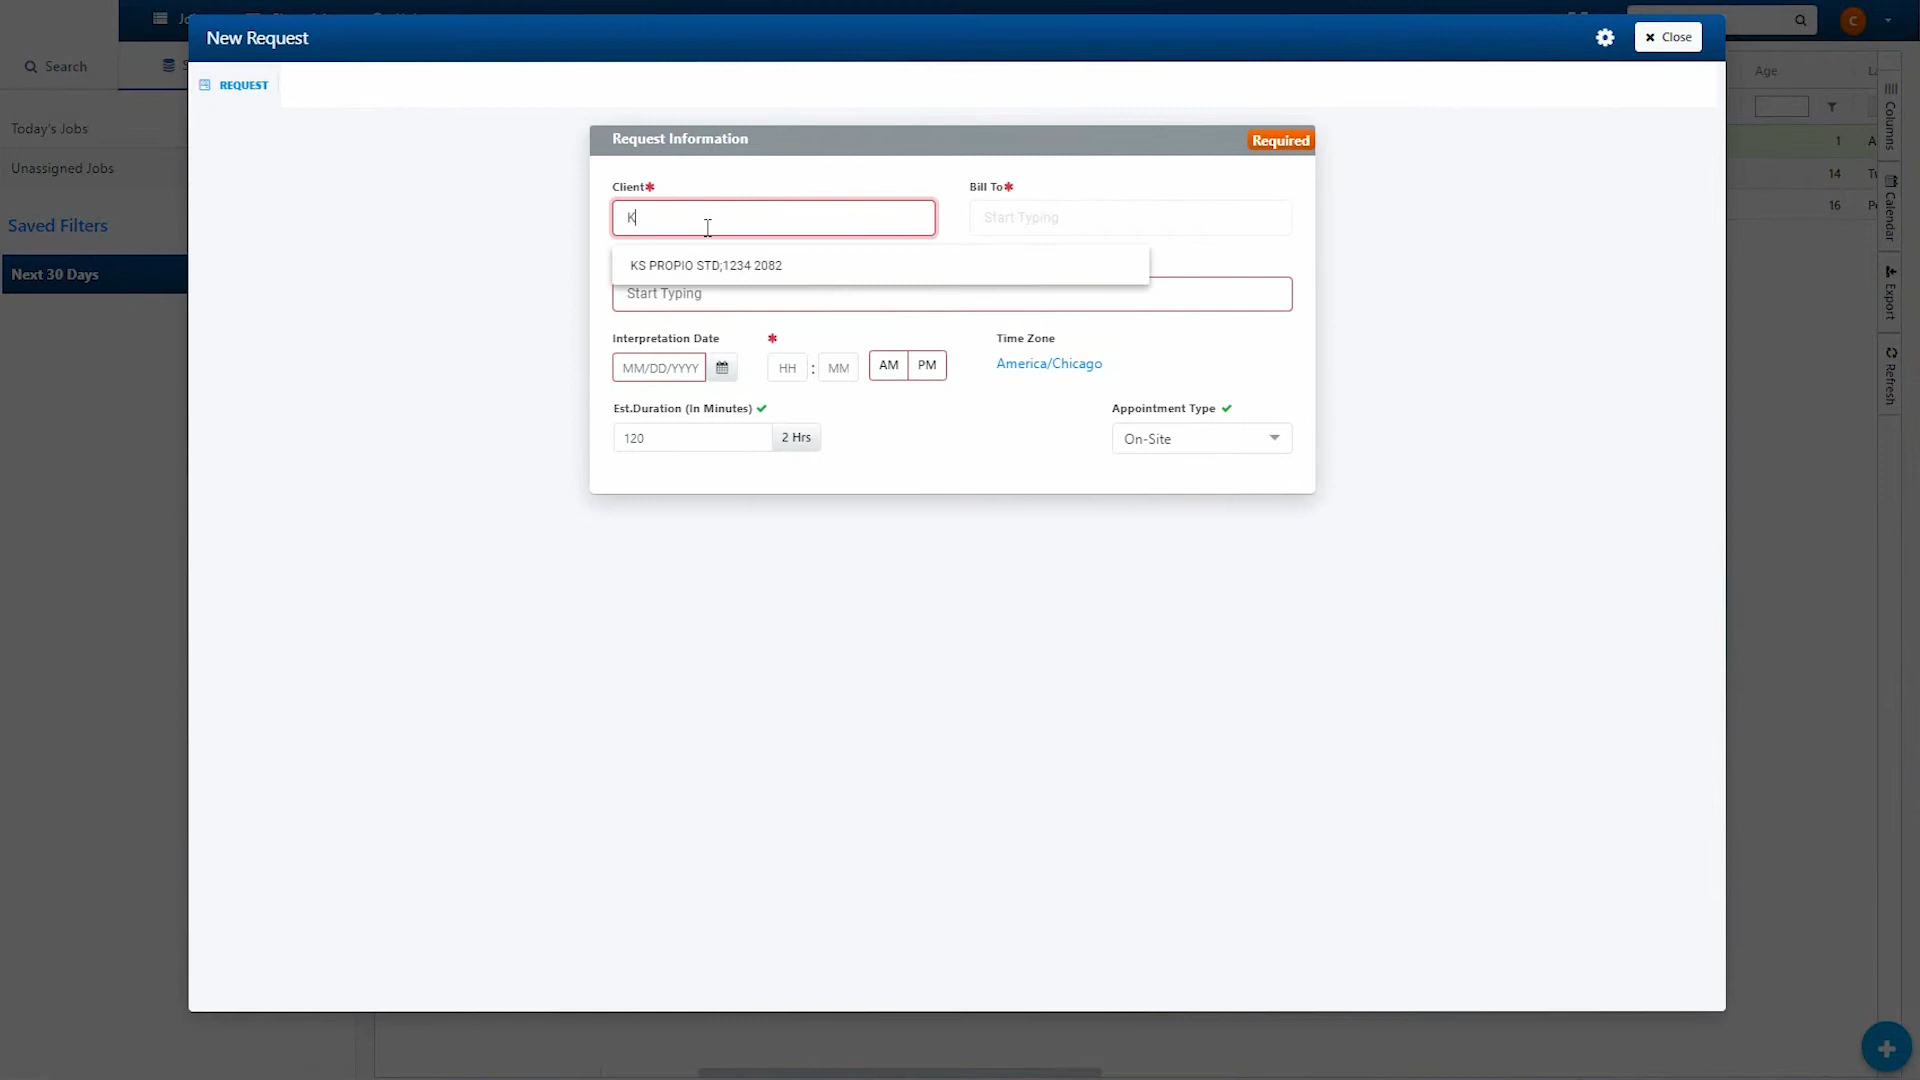 New Request
Close
C
Search
REQUEST
Age
Today's Jobs
Unassigned Jobs
Saved Filters
Next 30 Days
Request Information
Required
Client*
Bill To*
K
Start Typing
KS PROPIO STD;1234 2082
Start Typing
Interpretation Date
*
Time Zone
MM/DD/YYYY
HH : MM
AM PM
America/Chicago
Est.Duration (In Minutes)
Appointment Type
120
2 Hrs
On-Site
1
14
16
Columns
Calendar
Export
Refresh